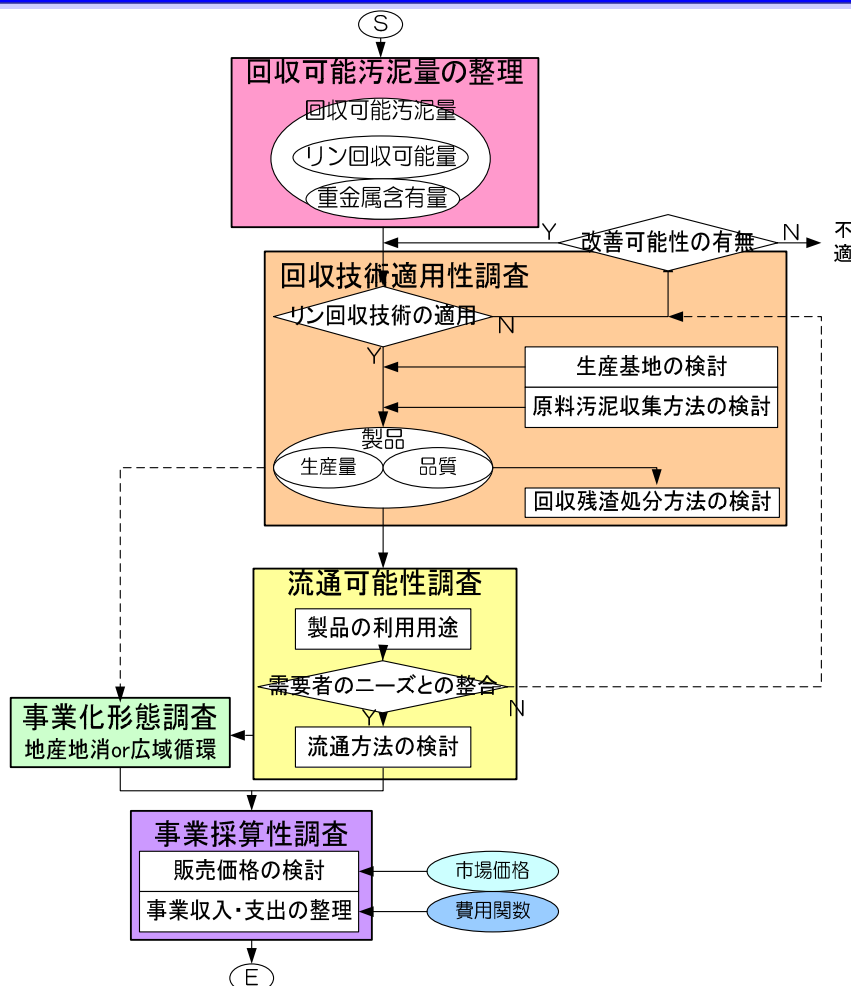 S
回収可能汚泥量の整理
回収可能汚泥量
リン回収可能量
重金属含有量
Y
改善可能性の有無
N
不
適
回収技術適用性調査
リン回収技術の適用
N
Y
生産基地の検討
原料汚泥収集方法の検討
製品
生産量
品質
回収残渣処分方法の検討
流通可能性調査
製品の利用用途
需要者のニーズとの整合
N
Y
流通方法の検討
事業化形態調査
地産地消or広域循環
事業採算性調査
販売価格の検討
市場価格
事業収入・支出の整理
費用関数
E